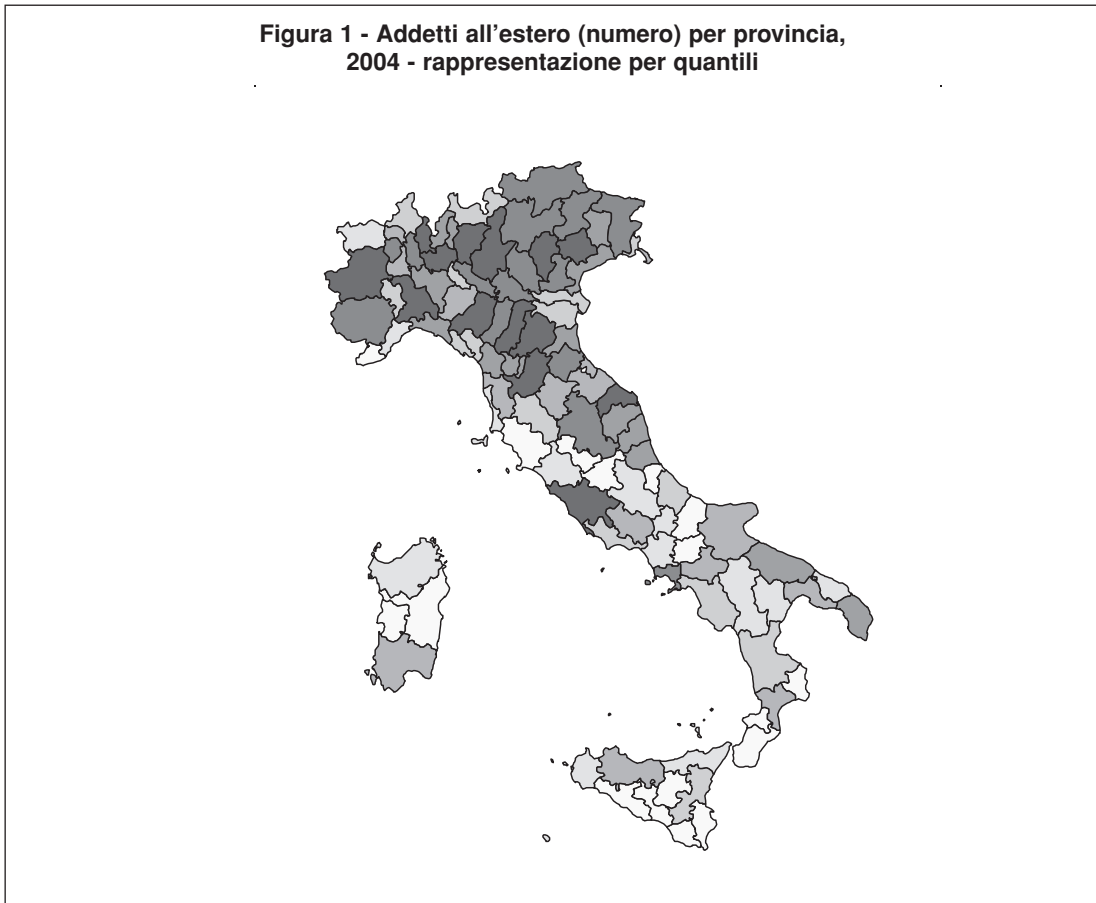 Figura 1 - Addetti all'estero (numero) per provincia,
2004 - rappresentazione per quantili